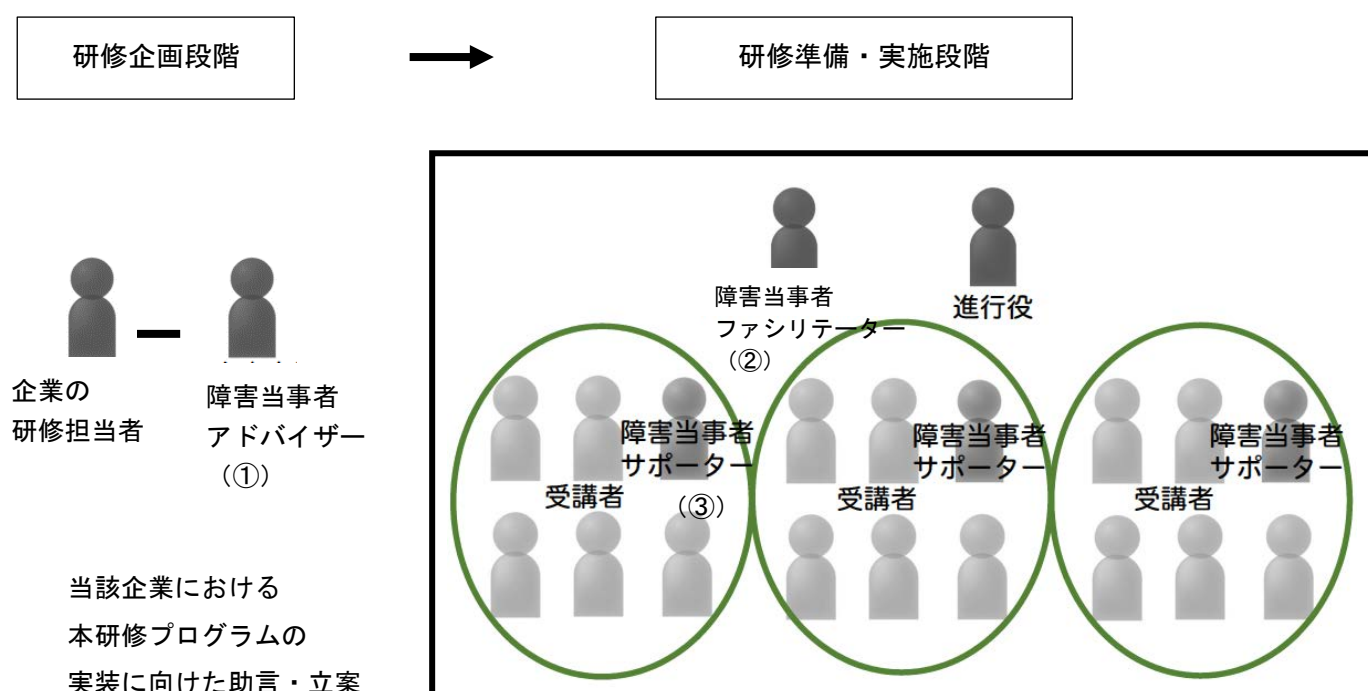 研修企画段階
研修準備・実施段階
企業の
研修担当者
障害当事者
アドバイザー
(①)
当該企業における
本研修プログラムの
実装に向けた助言・立案
障害当事者
ファシリテーター
(②)
進行役
障害当事者
サポーター
(③)
受講者
障害当事者
サポーター
受講者
障害当事者
サポーター
受講者